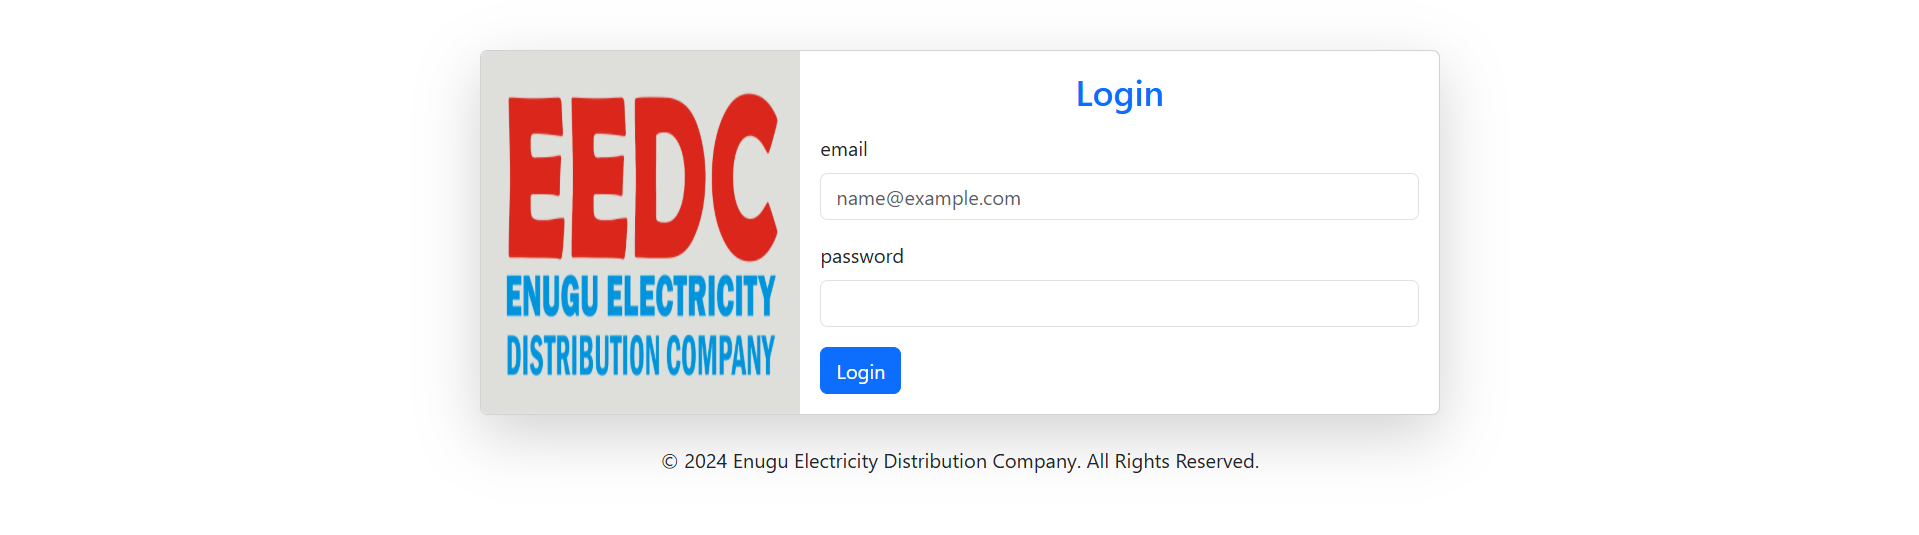 EEDC
ENUGU ELECTRICITY
DISTRIBUTION COMPANY
Login
email
name@example.com
password
Login
© 2024 Enugu Electricity Distribution Company. All Rights Reserved.